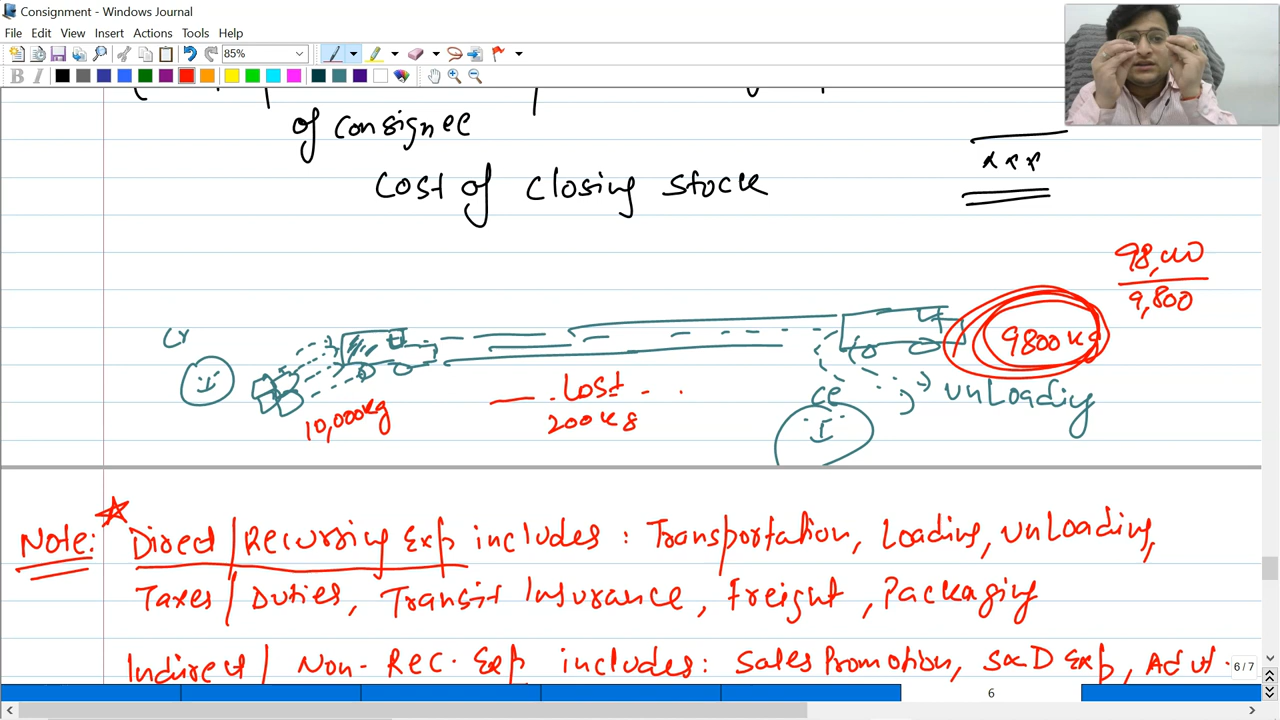 Consignment - Windows Journal
File Edit View Insert Actions Tools Help
85%
B I
of consignee
xxx
Cost of closing stock
98,000
9,800
9800 kg
Lost
10,000 kg
200 kg
CE
unLoading
Note: Direct/Recurring Exp includes: Transportation, Loading, unLoading,
Taxes/Duties, Transit Insurance, Freight, Packaging
Indirect/ Non-Rec. Exp includes: Sales Promotion, S&D Exp, Advt.
6 / 7
6